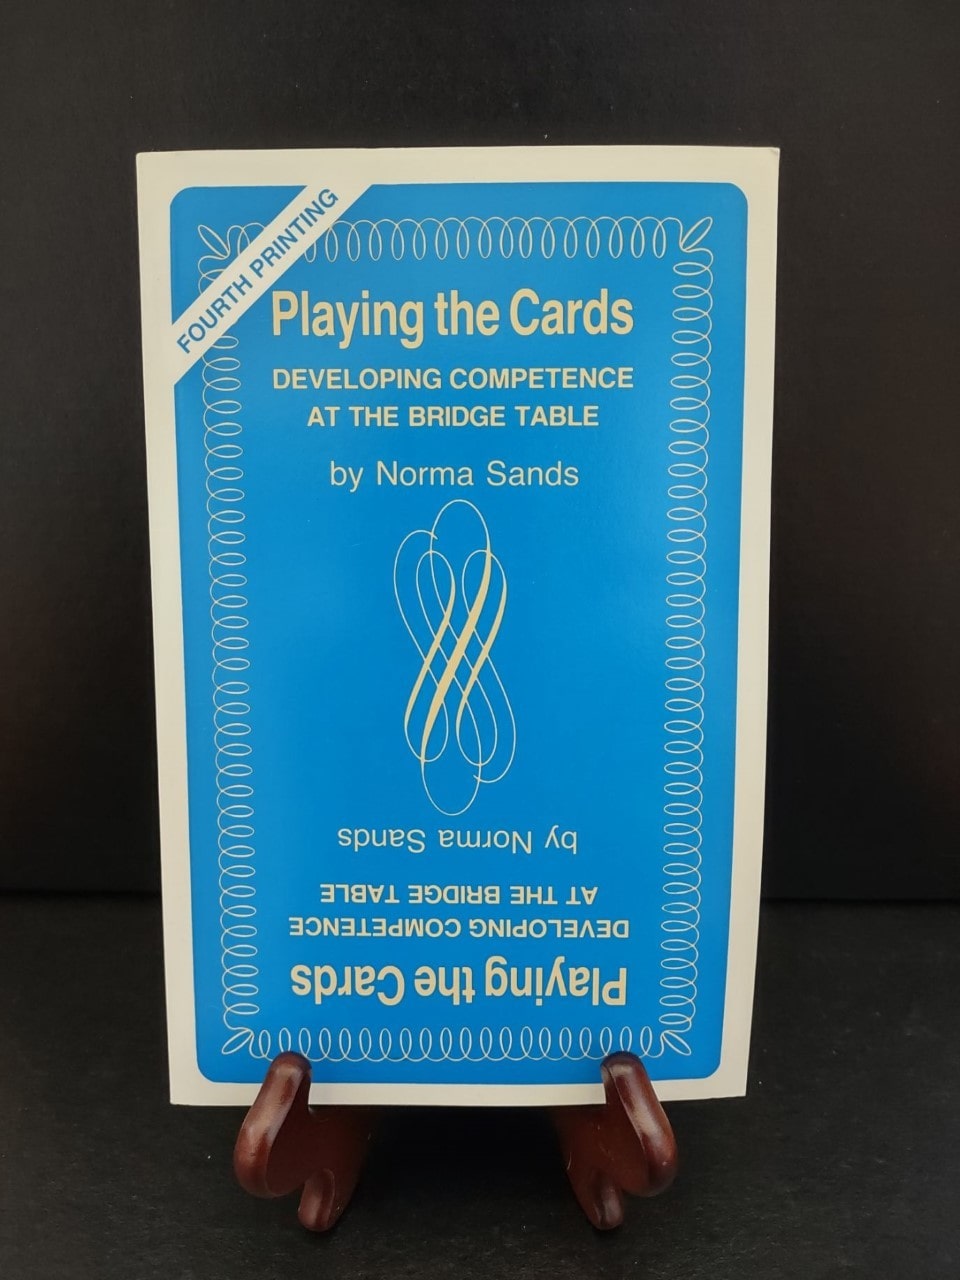 FOURTH PRINTING
Playing the Cards
DEVELOPING COMPETENCE
AT THE BRIDGE TABLE
by Norma Sands
by Norma Sands
AT THE BRIDGE TABLE
DEVELOPING COMPETENCE
Playing the Cards